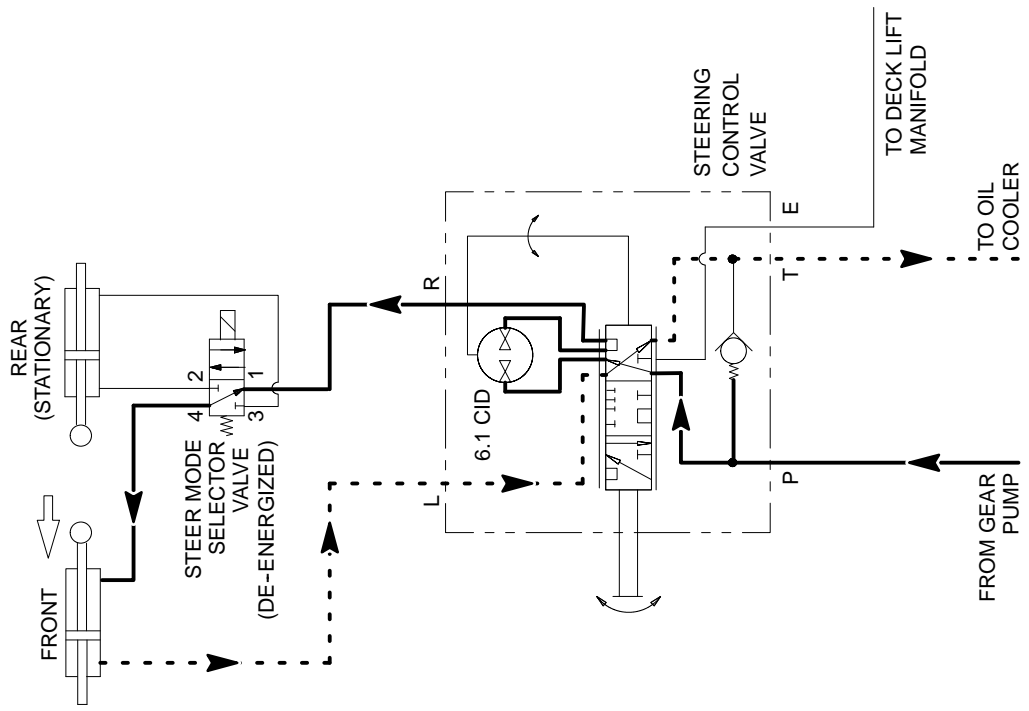 REAR
(STATIONARY)
FRONT
STEER MODE
SELECTOR
VALVE
(DE-ENERGIZED)
4
2
3
1
L
R
6.1 CID
STEERING
CONTROL
VALVE
P
T
E
FROM GEAR
PUMP
TO OIL
COOLER
TO DECK LIFT
MANIFOLD